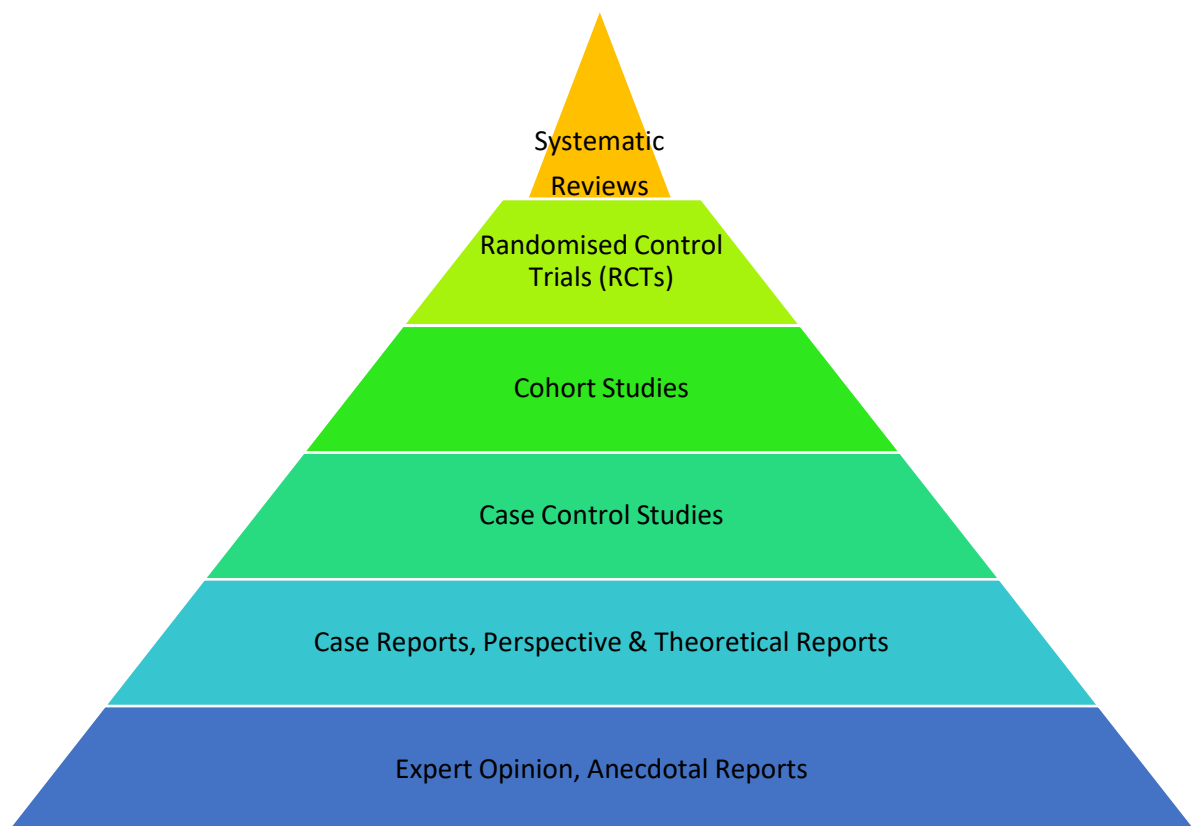 Systematic
Reviews
Randomised Control
Trials (RCTs)
Cohort Studies
Case Control Studies
Case Reports, Perspective & Theoretical Reports
Expert Opinion, Anecdotal Reports